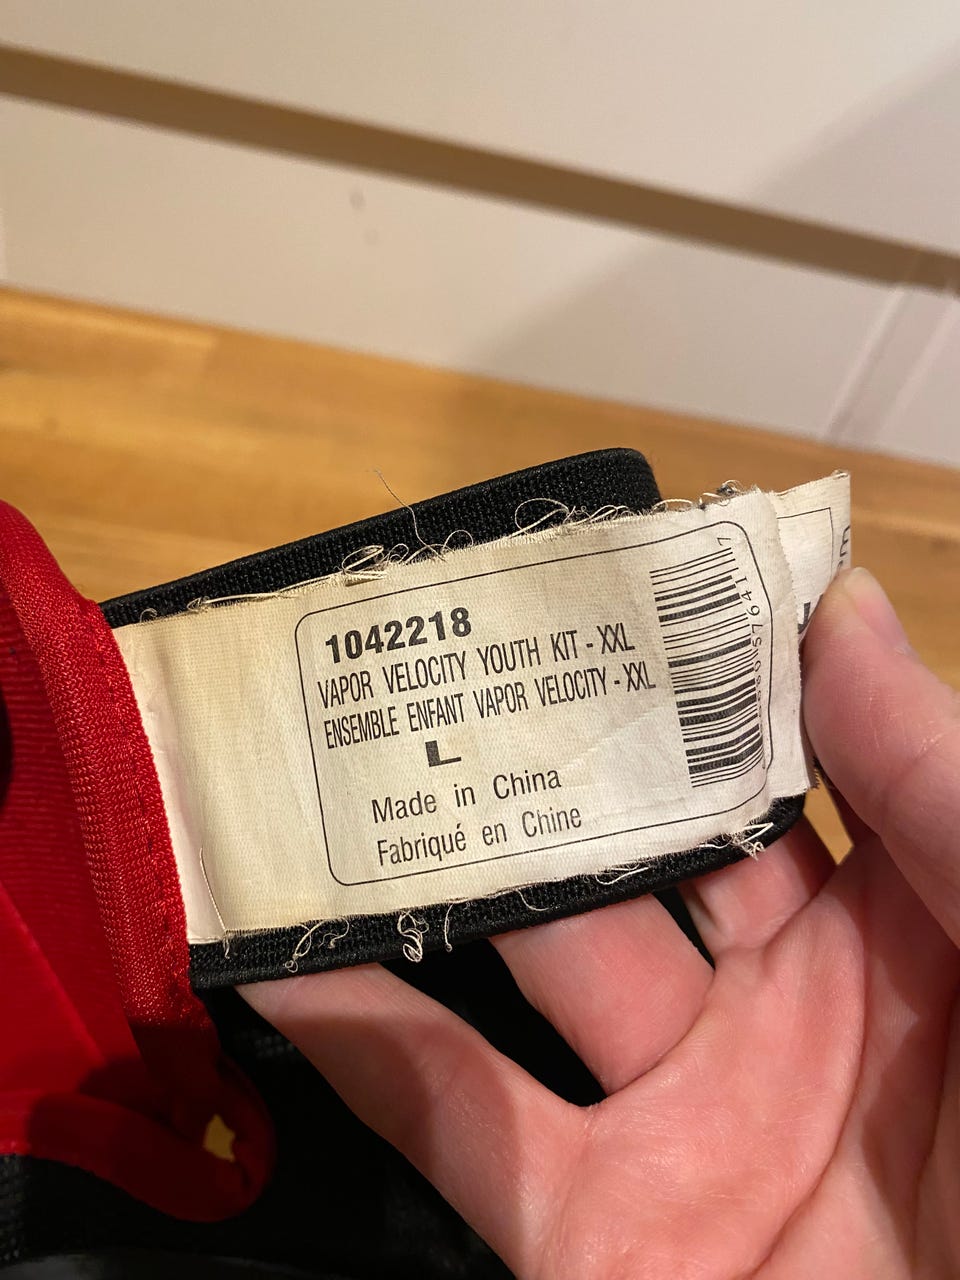 1042218
VAPOR VELOCITY YOUTH KIT - XXL
ENSEMBLE ENFANT VAPOR VELOCITY - XXL
L
Made in China
Fabriqué en Chine